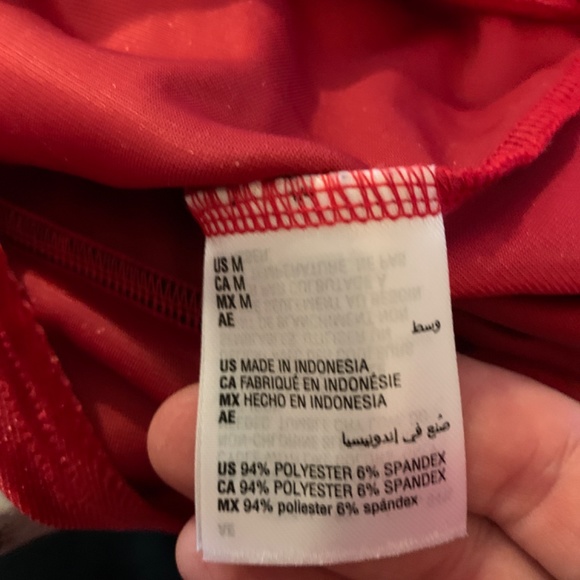 US M
CA M
MX M
AE
وسط
US MADE IN INDONESIA
CA FABRIQUÉ EN INDONÉSIE
MX HECHO EN INDONESIA
AE
صنع في اندونيسيا
US 94% POLYESTER 6% SPANDEX
CA 94% POLYESTER 6% SPANDEX
MX 94% poliester 6% spándex